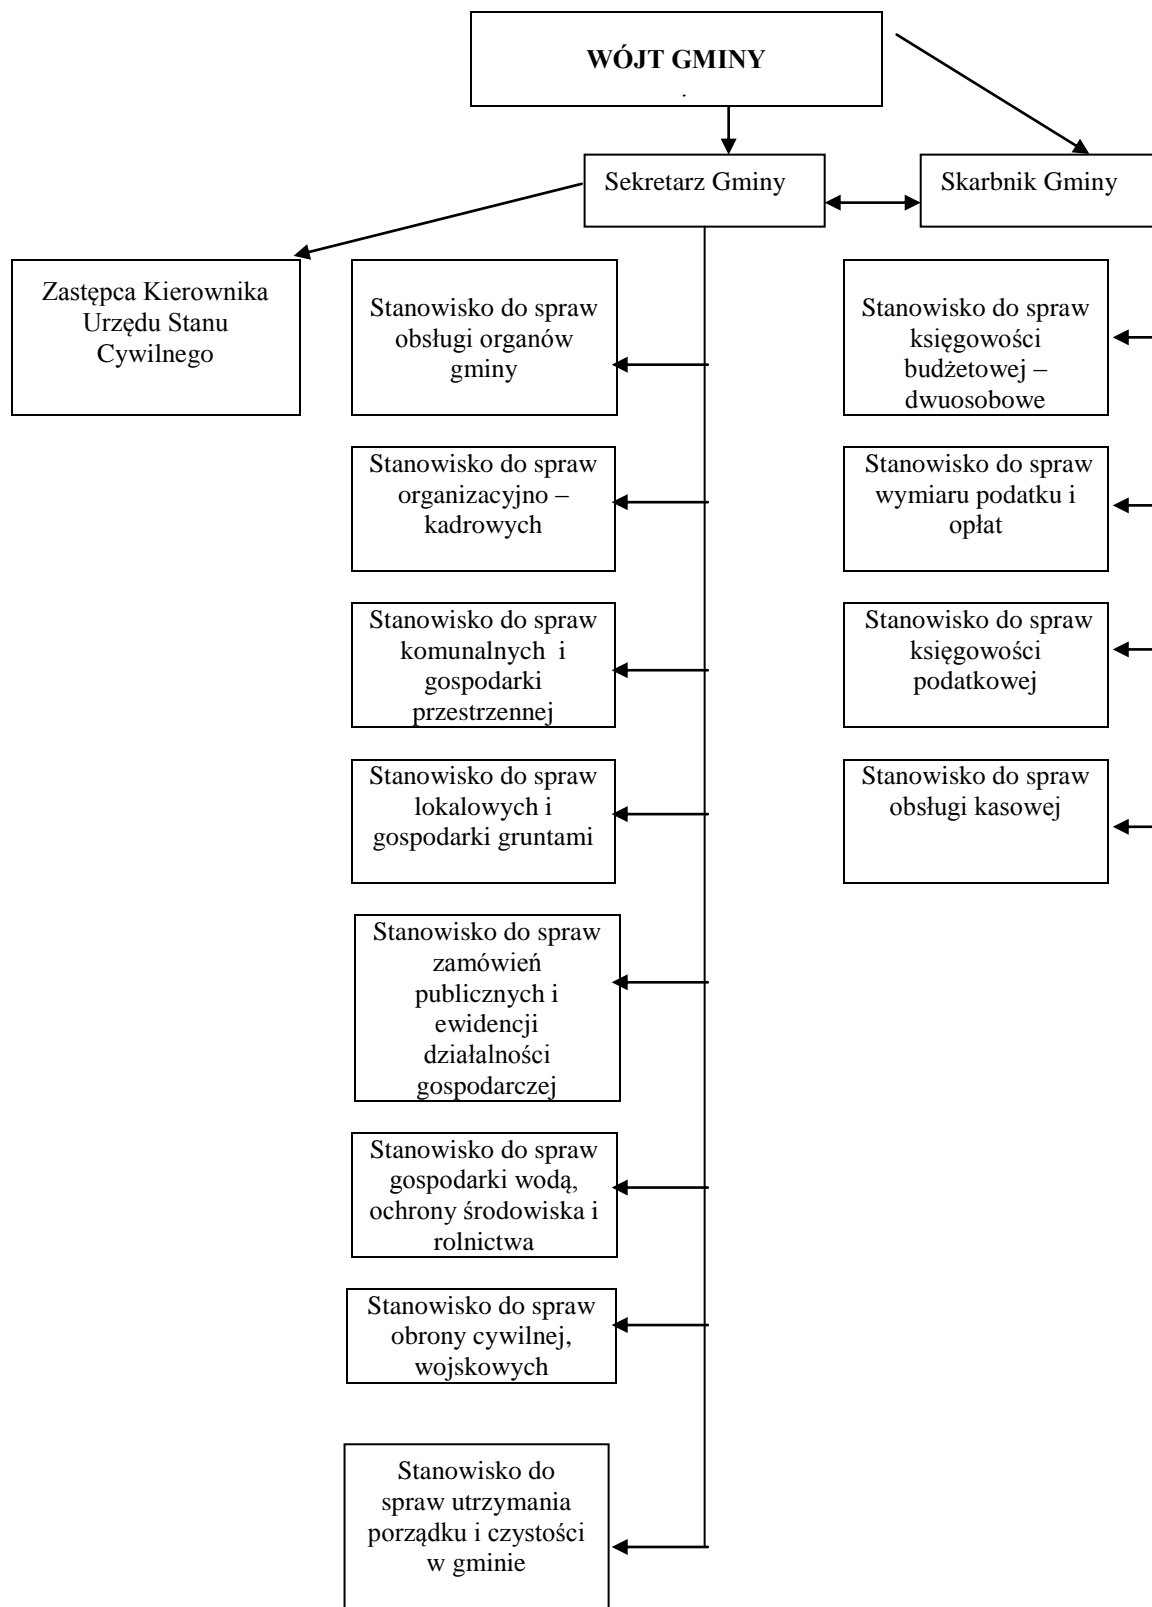 WÓJT GMINY
.
Sekretarz Gminy
Skarbnik Gminy
Zastępca Kierownika
Urzędu Stanu
Cywilnego
Stanowisko do spraw
obsługi organów
gminy
Stanowisko do spraw
księgowości
budżetowej –
dwuosobowe
Stanowisko do spraw
organizacyjno –
kadrowych
Stanowisko do spraw
wymiaru podatku i
opłat
Stanowisko do spraw
komunalnych i
gospodarki
przestrzennej
Stanowisko do spraw
księgowości
podatkowej
Stanowisko do spraw
lokalowych i
gospodarki gruntami
Stanowisko do spraw
obsługi kasowej
Stanowisko do spraw
zamówień
publicznych i
ewidencji
działalności
gospodarczej
Stanowisko do spraw
gospodarki wodą,
ochrony środowiska i
rolnictwa
Stanowisko do spraw
obrony cywilnej,
wojskowych
Stanowisko do
spraw utrzymania
porządku i czystości
w gminie